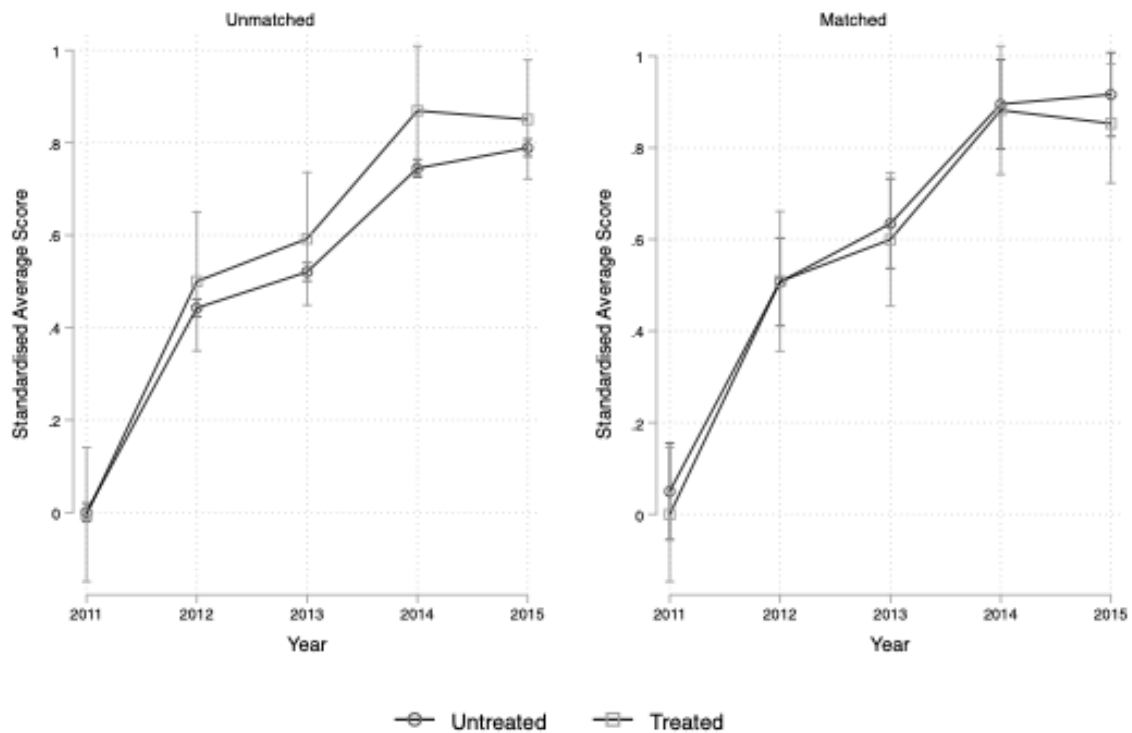 Unmatched
Standardised Average Score
1
.8
.6
.4
.2
0
2011 2012 2013 2014 2015
Year
Matched
Standardised Average Score
1
.8
.6
.4
.2
0
2011 2012 2013 2014 2015
Year
Untreated Treated